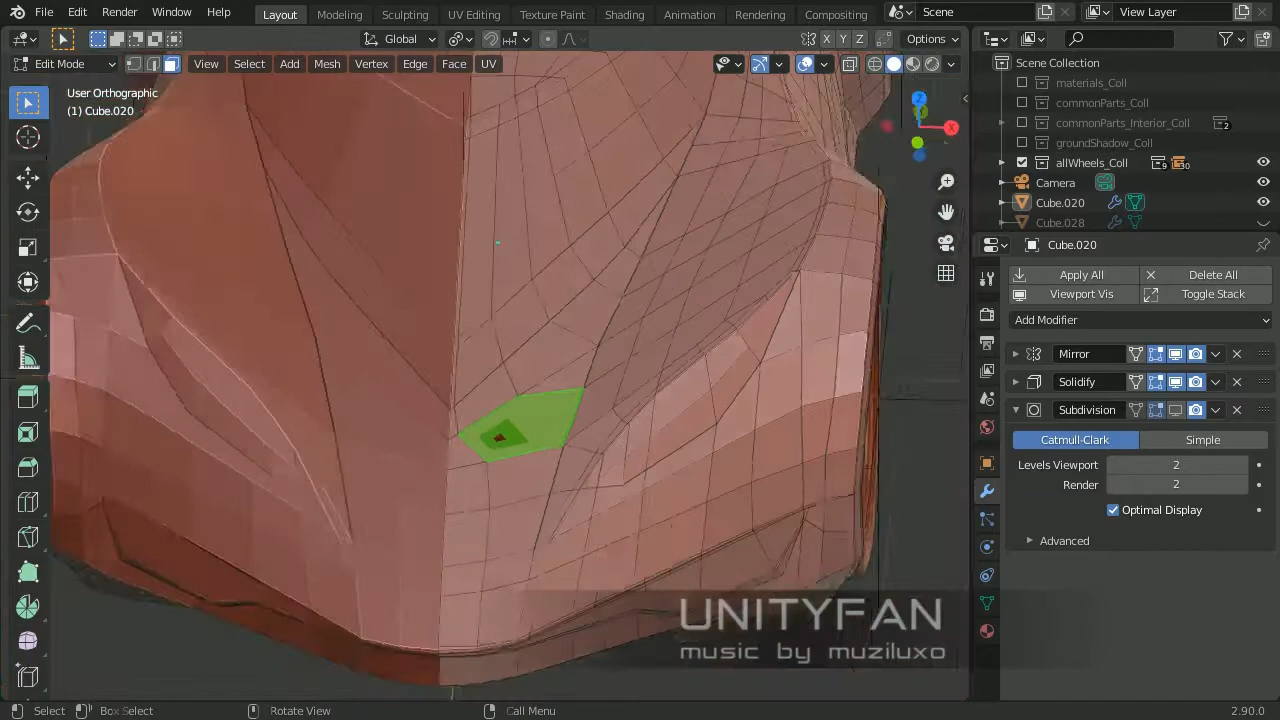 File Edit Render Window Help Layout Modeling Sculpting UV Editing Texture Paint Shading Animation Rendering Compositing Scene View Layer
Global X Y Z Options
Edit Mode View Select Add Mesh Vertex Edge Face UV
User Orthographic
(1) Cube.020
Z
X
Scene Collection
materials_Coll
commonParts_Coll
commonParts_Interior_Coll 2
groundShadow_Coll
allWheels_Coll 9 30
Camera
Cube.020
Cube.028
Cube.020
Apply All Delete All
Viewport Vis Toggle Stack
Add Modifier
Mirror
Solidify
Subdivision
Catmull-Clark Simple
Levels Viewport 2
Render 2
Optimal Display
Advanced
UNITYFAN
music by muziluxo
Select Box Select Rotate View Call Menu 2.90.0